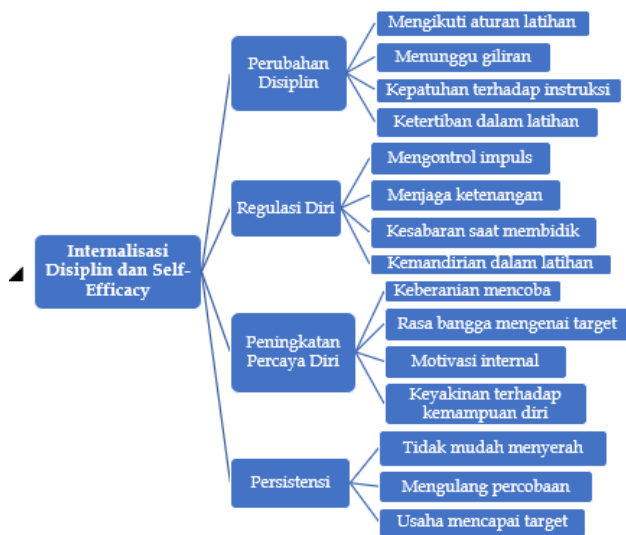 Internalisasi
Disiplin dan Self-
Efficacy
Perubahan
Disiplin
Mengikuti aturan latihan
Menunggu giliran
Kepatuhan terhadap instruksi
Ketertiban dalam latihan
Regulasi Diri
Mengontrol impuls
Menjaga ketenangan
Kesabaran saat membidik
Kemandirian dalam latihan
Peningkatan
Percaya Diri
Keberanian mencoba
Rasa bangga mengenai target
Motivasi internal
Keyakinan terhadap
kemampuan diri
Persistensi
Tidak mudah menyerah
Mengulang percobaan
Usaha mencapai target